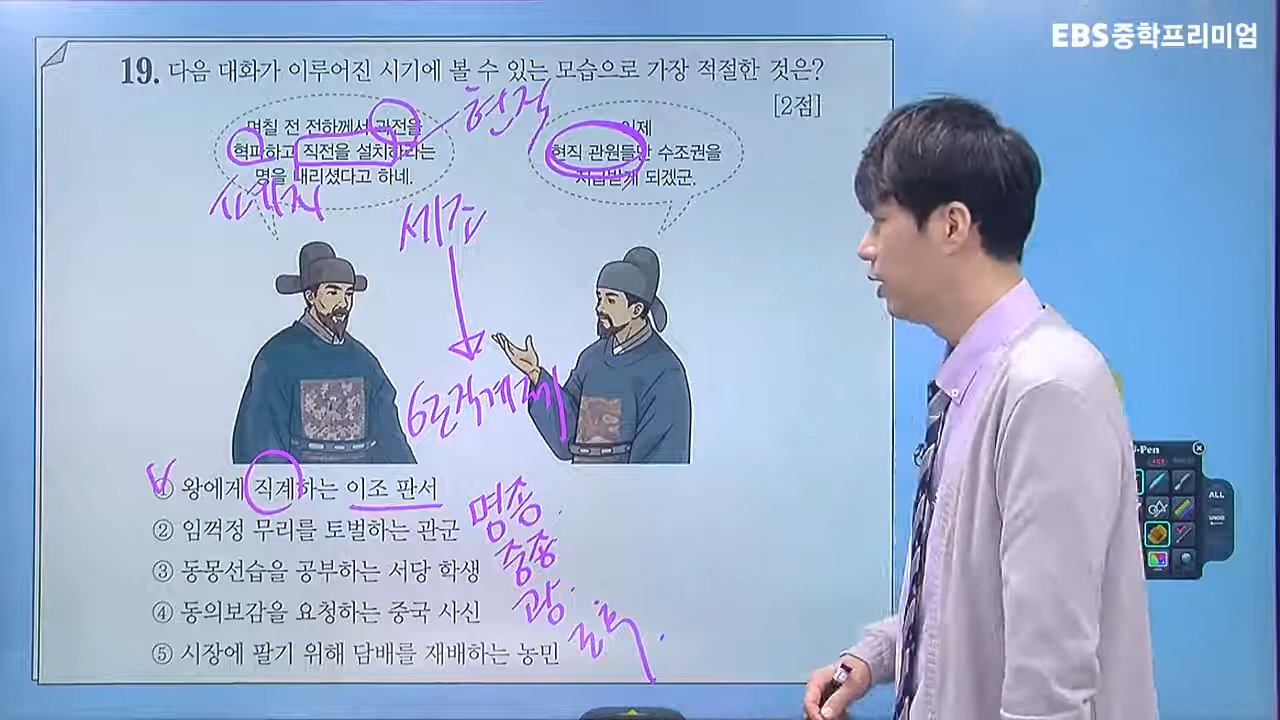 EBS중학프리미엄
19. 다음 대화가 이루어진 시기에 볼 수 있는 모습으로 가장 적절한 것은?
[2점]
며칠 전 전하께서 과전을
혁파하고 직전을 설치하라는
명을 내리셨다고 하네.
현직
이제
현직 관원들만 수조권을
지급받게 되겠군.
세조
6조직계제
① 왕에게 직계하는 이조 판서
② 임꺽정 무리를 토벌하는 관군
명종
③ 동몽선습을 공부하는 서당 학생
중종
④ 동의보감을 요청하는 중국 사신
광
⑤ 시장에 팔기 위해 담배를 재배하는 농민
ALL
UNDO